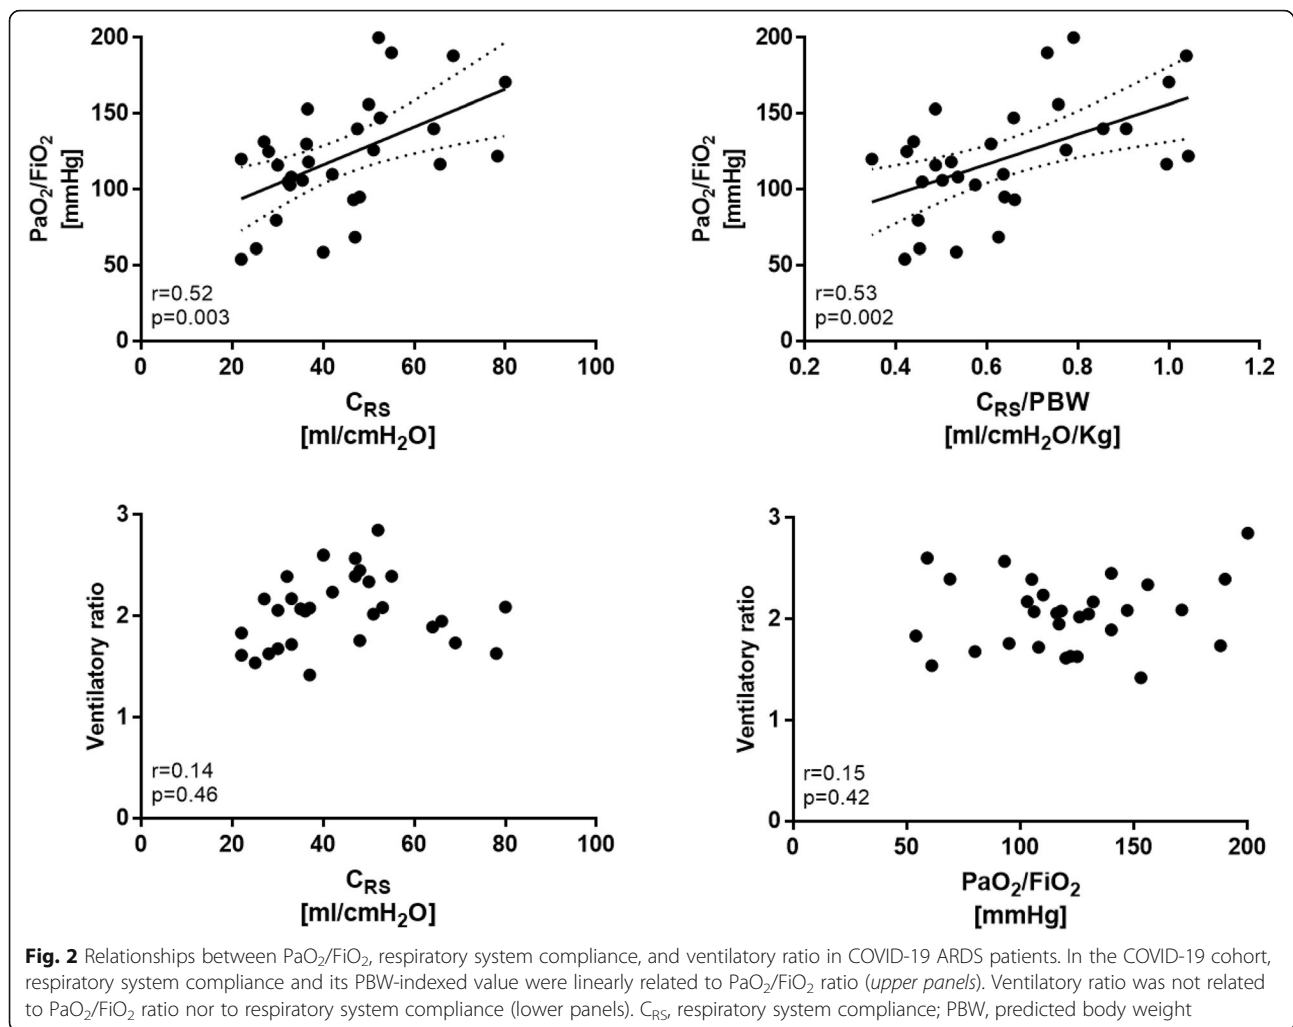 200
150
100
50
0
PaO2/FiO2
[mmHg]
r=0.52
p=0.003
0 20 40 60 80 100
CRS
[ml/cmH2O]
200
150
100
50
0
PaO2/FiO2
[mmHg]
r=0.53
p=0.002
0.2 0.4 0.6 0.8 1.0 1.2
CRS/PBW
[ml/cmH2O/Kg]
3
2
1
0
Ventilatory ratio
r=0.14
p=0.46
0 20 40 60 80 100
CRS
[ml/cmH2O]
3
2
1
0
Ventilatory ratio
r=0.15
p=0.42
0 50 100 150 200
PaO2/FiO2
[mmHg]
Fig. 2 Relationships between PaO2/FiO2, respiratory system compliance, and ventilatory ratio in COVID-19 ARDS patients. In the COVID-19 cohort,
respiratory system compliance and its PBW-indexed value were linearly related to PaO2/FiO2 ratio (upper panels). Ventilatory ratio was not related
to PaO2/FiO2 ratio nor to respiratory system compliance (lower panels). CRS, respiratory system compliance; PBW, predicted body weight